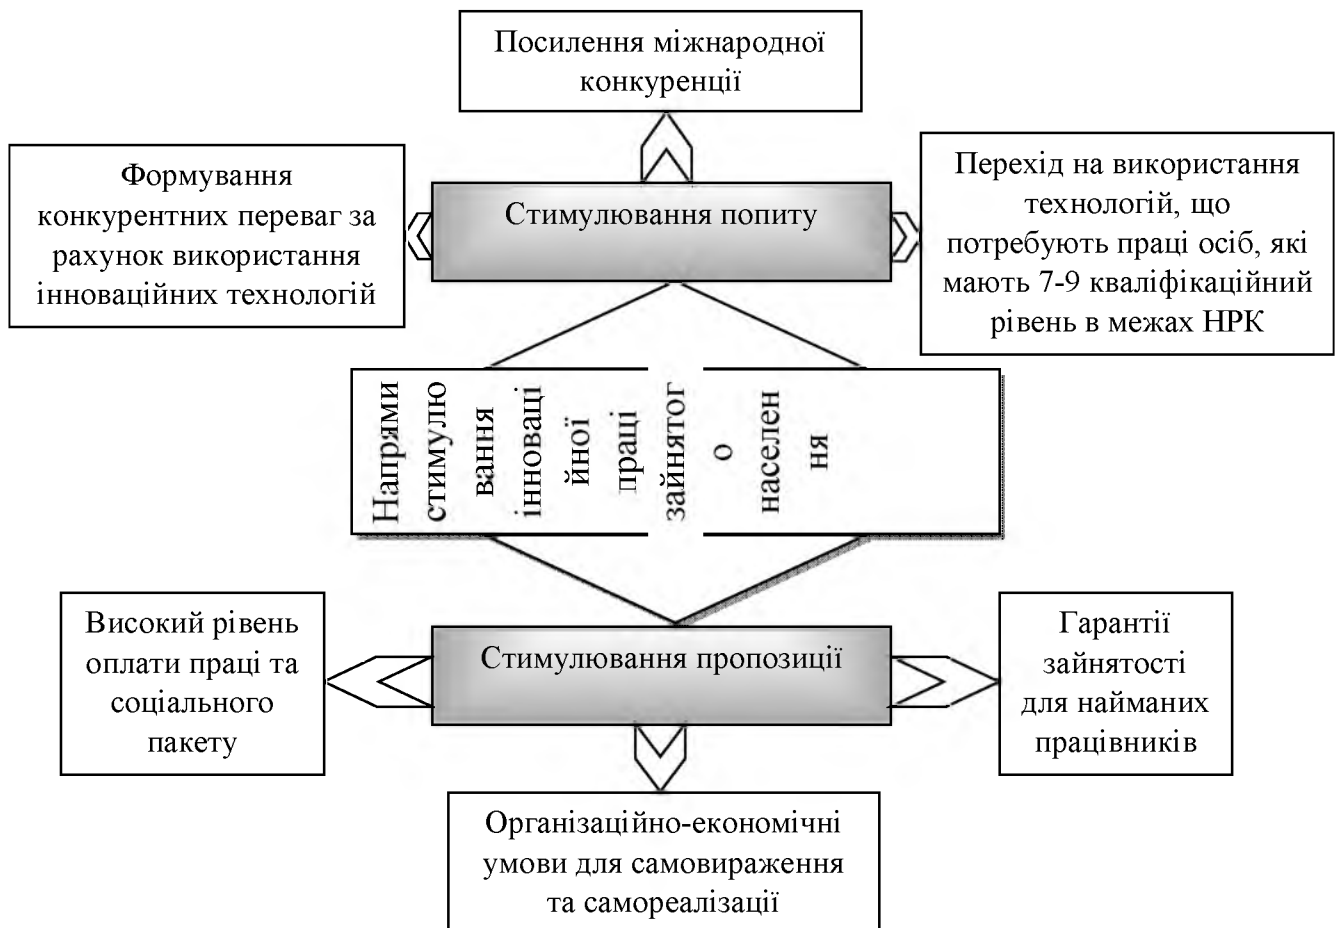 Посилення міжнародної
конкуренції
Формування
конкурентних переваг за
рахунок використання
інноваційних технологій
Стимулювання попиту
Перехід на використання
технологій, що
потребують праці осіб, які
мають 7-9 кваліфікаційний
рівень в межах НРК
Напрями
стимулю
вання
інноваці
йної
праці
зайнятог
о
населен
ня
Високий рівень
оплати праці та
соціального
пакету
Стимулювання пропозиції
Гарантії
зайнятості
для найманих
працівників
Організаційно-економічні
умови для самовираження
та самореалізації